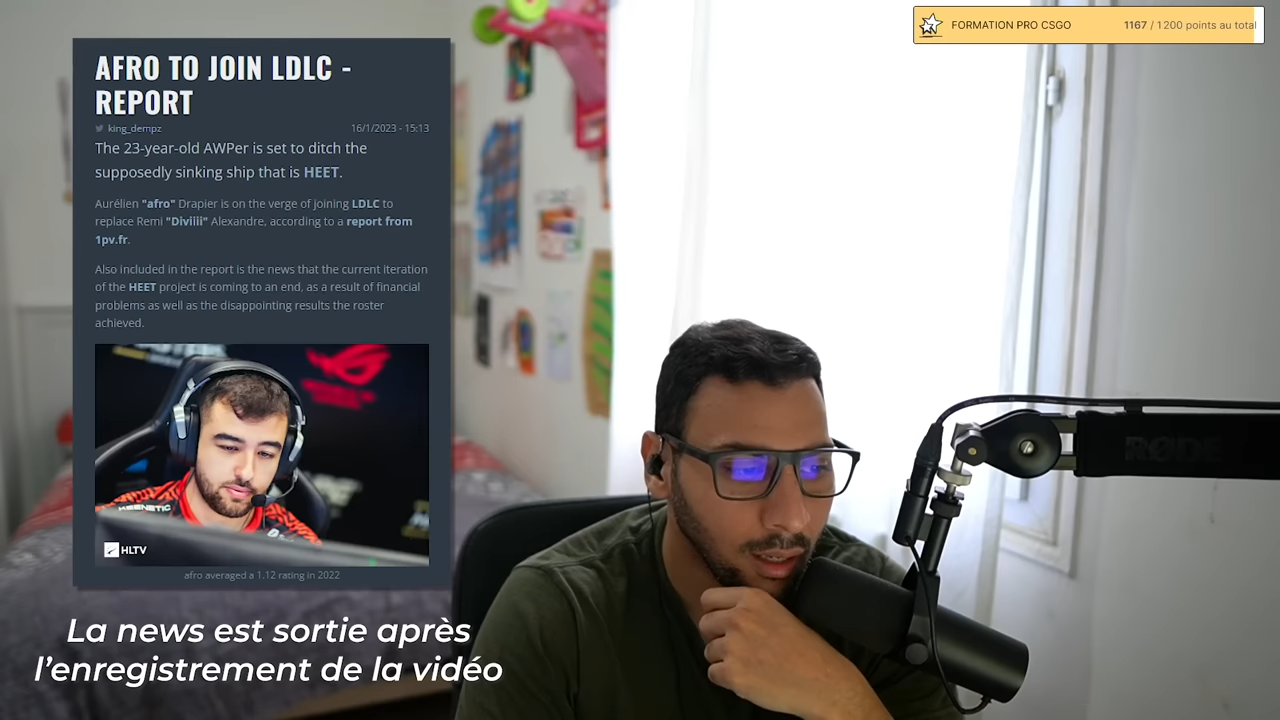 AFRO TO JOIN LDLC -
REPORT
king_dempz 16/1/2023 - 15:13
The 23-year-old AWPer is set to ditch the
supposedly sinking ship that is HEET.
Aurélien "afro" Drapier is on the verge of joining LDLC to
replace Remi "Diviiii" Alexandre, according to a report from
1pv.fr.
Also included in the report is the news that the current iteration
of the HEET project is coming to an end, as a result of financial
problems as well as the disappointing results the roster
achieved.
HLTV
afro averaged a 1.12 rating in 2022
La news est sortie après
l’enregistrement de la vidéo
FORMATION PRO CSGO 1167 / 1 200 points au total
RØDE